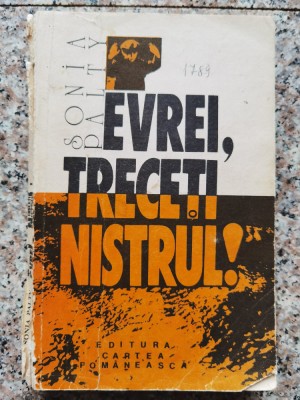 SONIA
PALTY
1789
EVREI,
TRECEȚI
NISTRUL!”
EDITURA
CARTEA
ROMÂNEASCĂ